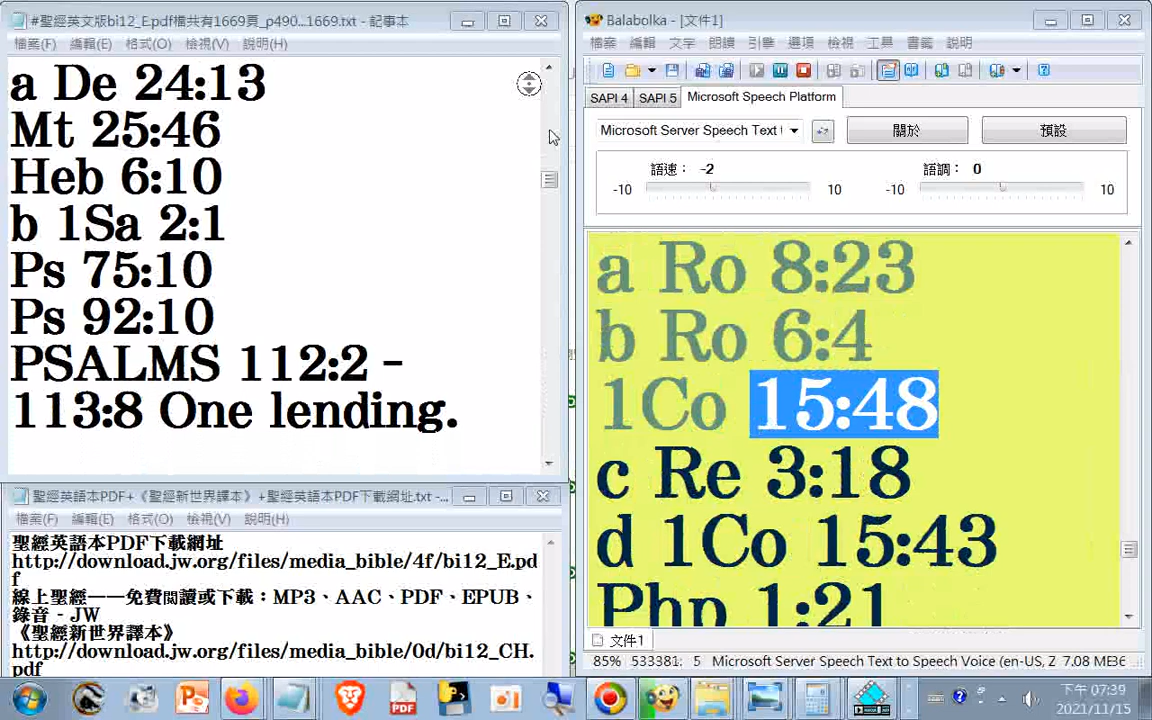 #聖經英文版bi12_E.pdf檔共有1669頁_p490...1669.txt - 記事本
檔案(F) 編輯(E) 格式(O) 檢視(V) 說明(H)
a De 24:13
Mt 25:46
Heb 6:10
b 1Sa 2:1
Ps 75:10
Ps 92:10
PSALMS 112:2 –
113:8 One lending.
聖經英語本PDF+《聖經新世界譯本》+聖經英語本PDF下載網址.txt -...
檔案(F) 編輯(E) 格式(O) 檢視(V) 說明(H)
聖經英語本PDF下載網址
http://download.jw.org/files/media_bible/4f/bi12_E.pd
f
線上聖經——免費閱讀或下載：MP3、AAC、PDF、EPUB、
錄音 - JW
《聖經新世界譯本》
http://download.jw.org/files/media_bible/0d/bi12_CH.
pdf
Balabolka - [文件1]
檔案 編輯 文字 朗讀 引擎 選項 檢視 工具 書籤 說明
SAPI 4 SAPI 5 Microsoft Speech Platform
Microsoft Server Speech Text 關於 預設
語速： -2 語調： 0
-10 10 -10 10
a Ro 8:23
b Ro 6:4
1Co 15:48
c Re 3:18
d 1Co 15:43
Php 1:21
文件1
85% 533381: 5 Microsoft Server Speech Text to Speech Voice (en-US, Z 7.08 MB
PDF
下午 07:39
2021/11/15